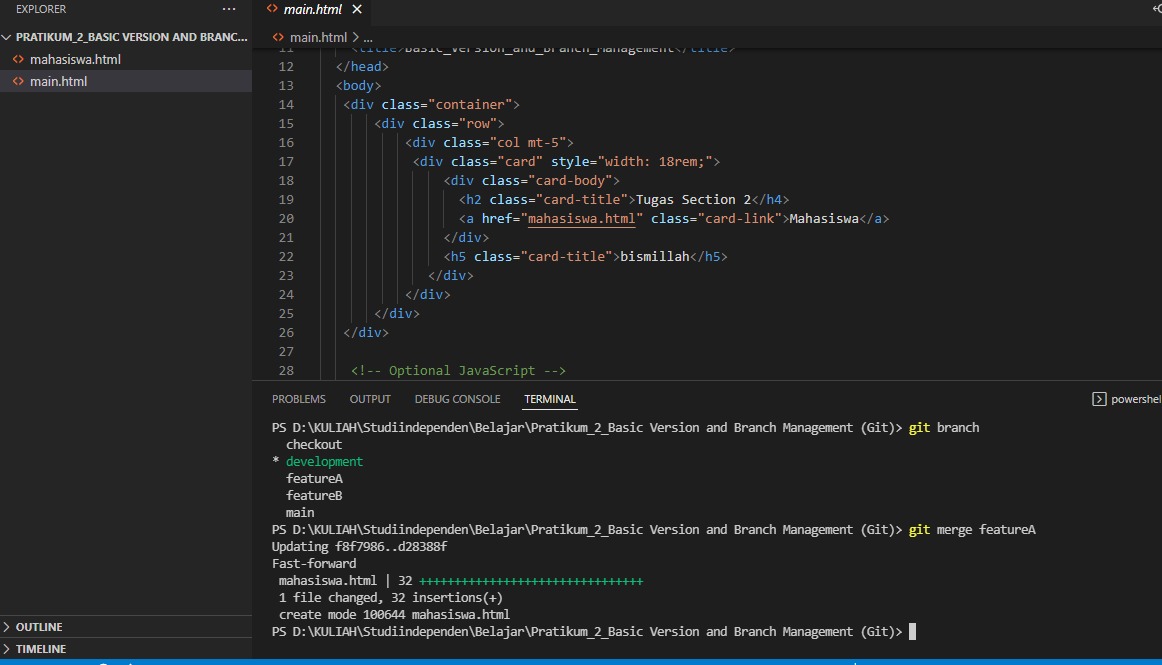 EXPLORER
...
main.html
PRATIKUM_2_BASIC VERSION AND BRANC...
mahasiswa.html
main.html
main.html > ...
11 <title>Basic_Version_and_Branch_Management</title>
12 </head>
13 <body>
14 <div class="container">
15 <div class="row">
16 <div class="col mt-5">
17 <div class="card" style="width: 18rem;">
18 <div class="card-body">
19 <h2 class="card-title">Tugas Section 2</h4>
20 <a href="mahasiswa.html" class="card-link">Mahasiswa</a>
21 </div>
22 <h5 class="card-title">bismillah</h5>
23 </div>
24 </div>
25 </div>
26 </div>
27
28 <!-- Optional JavaScript -->
PROBLEMS OUTPUT DEBUG CONSOLE TERMINAL
powershel
PS D:\KULIAH\Studiindependen\Belajar\Pratikum_2_Basic Version and Branch Management (Git)> git branch
checkout
* development
featureA
featureB
main
PS D:\KULIAH\Studiindependen\Belajar\Pratikum_2_Basic Version and Branch Management (Git)> git merge featureA
Updating f8f7986..d28388f
Fast-forward
mahasiswa.html | 32 ++++++++++++++++++++++++++++++++
1 file changed, 32 insertions(+)
create mode 100644 mahasiswa.html
PS D:\KULIAH\Studiindependen\Belajar\Pratikum_2_Basic Version and Branch Management (Git)>
OUTLINE
TIMELINE